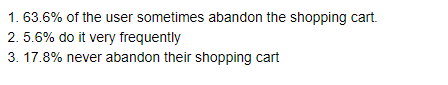 1. 63.6% of the user sometimes abandon the shopping cart.
2. 5.6% do it very frequently
3. 17.8% never abandon their shopping cart